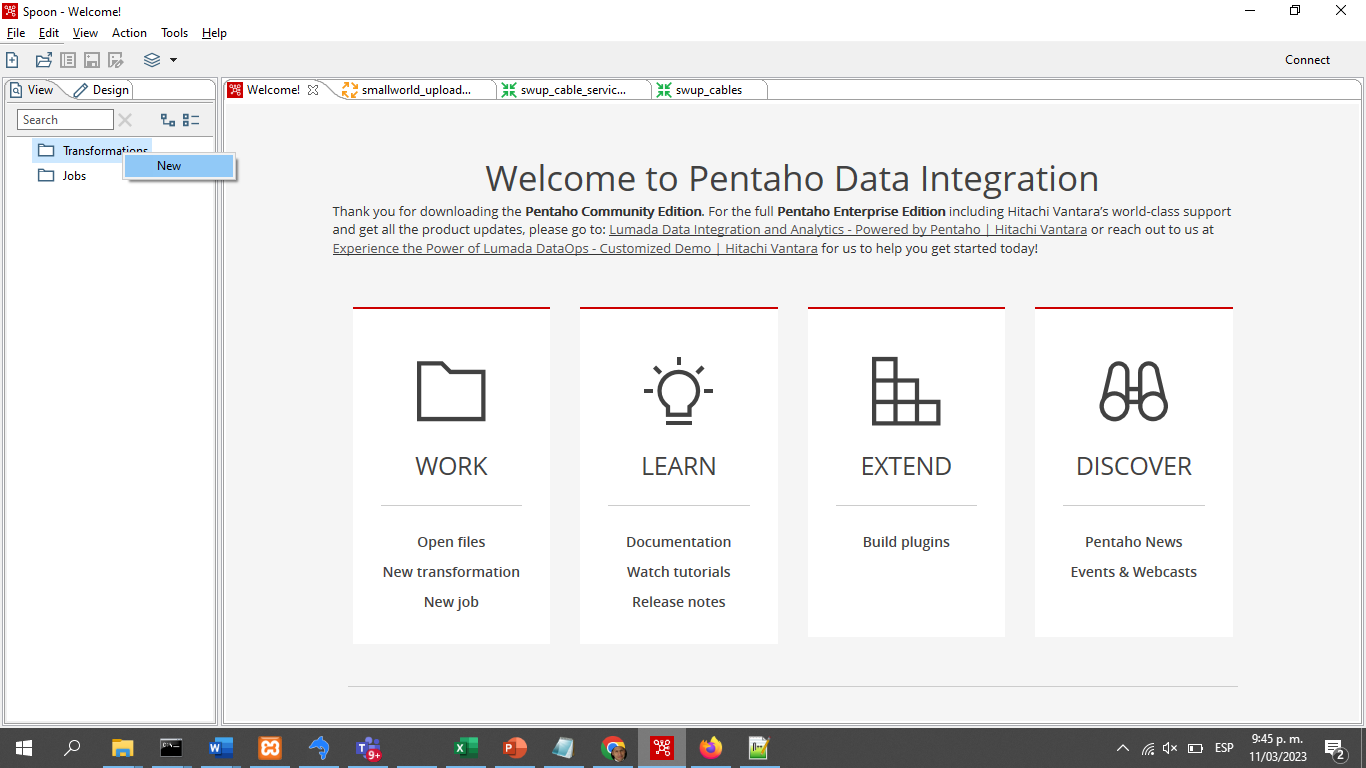 Spoon - Welcome!
File Edit View Action Tools Help
Connect
View Design
Welcome! smallworld_upload... swup_cable_servic... swup_cables
Search
Transformations
New
Jobs
Welcome to Pentaho Data Integration
Thank you for downloading the Pentaho Community Edition. For the full Pentaho Enterprise Edition including Hitachi Vantara's world-class support
and get all the product updates, please go to: Lumada Data Integration and Analytics - Powered by Pentaho | Hitachi Vantara or reach out to us at
Experience the Power of Lumada DataOps - Customized Demo | Hitachi Vantara for us to help you get started today!
WORK
Open files
New transformation
New job
LEARN
Documentation
Watch tutorials
Release notes
EXTEND
Build plugins
DISCOVER
Pentaho News
Events & Webcasts
9+
ESP
9:45 p. m.
11/03/2023
2